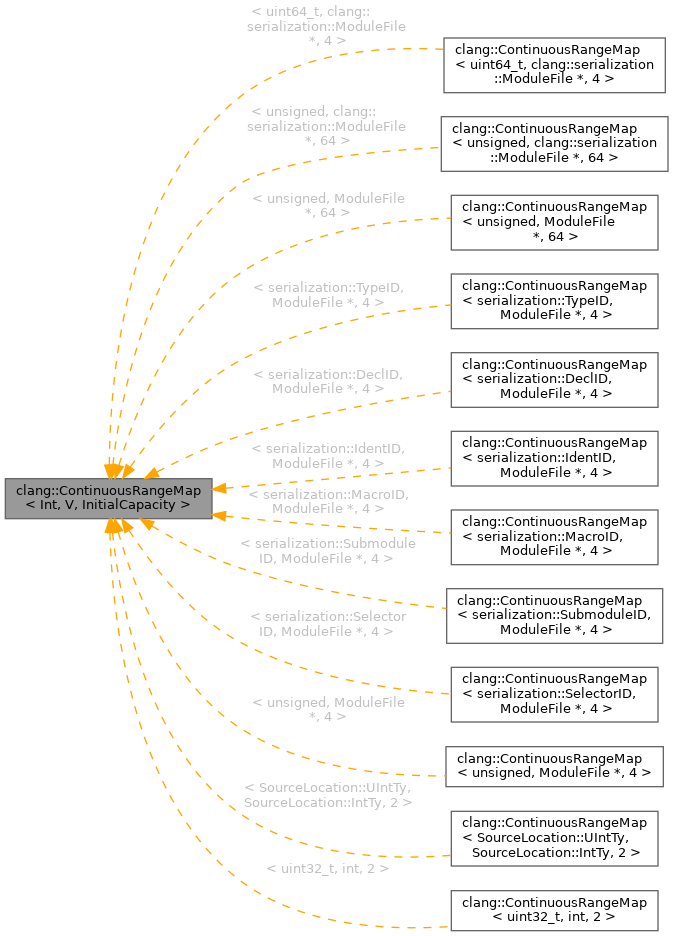 < uint64_t, clang::
serialization::ModuleFile
*, 4 >
clang::ContinuousRangeMap
< uint64_t, clang::serialization
::ModuleFile *, 4 >
< unsigned, clang::
serialization::ModuleFile
*, 64 >
clang::ContinuousRangeMap
< unsigned, clang::serialization
::ModuleFile *, 64 >
< unsigned, ModuleFile
*, 64 >
clang::ContinuousRangeMap
< unsigned, ModuleFile
*, 64 >
< serialization::TypeID,
ModuleFile *, 4 >
clang::ContinuousRangeMap
< serialization::TypeID,
ModuleFile *, 4 >
< serialization::DeclID,
ModuleFile *, 4 >
clang::ContinuousRangeMap
< serialization::DeclID,
ModuleFile *, 4 >
< serialization::IdentID,
ModuleFile *, 4 >
clang::ContinuousRangeMap
< serialization::IdentID,
ModuleFile *, 4 >
clang::ContinuousRangeMap
< Int, V, InitialCapacity >
< serialization::MacroID,
ModuleFile *, 4 >
clang::ContinuousRangeMap
< serialization::MacroID,
ModuleFile *, 4 >
< serialization::Submodule
ID, ModuleFile *, 4 >
clang::ContinuousRangeMap
< serialization::SubmoduleID,
ModuleFile *, 4 >
< serialization::Selector
ID, ModuleFile *, 4 >
clang::ContinuousRangeMap
< serialization::SelectorID,
ModuleFile *, 4 >
< unsigned, ModuleFile
*, 4 >
clang::ContinuousRangeMap
< unsigned, ModuleFile *, 4 >
< SourceLocation::UIntTy,
SourceLocation::IntTy, 2 >
clang::ContinuousRangeMap
< SourceLocation::UIntTy,
SourceLocation::IntTy, 2 >
< uint32_t, int, 2 >
clang::ContinuousRangeMap
< uint32_t, int, 2 >